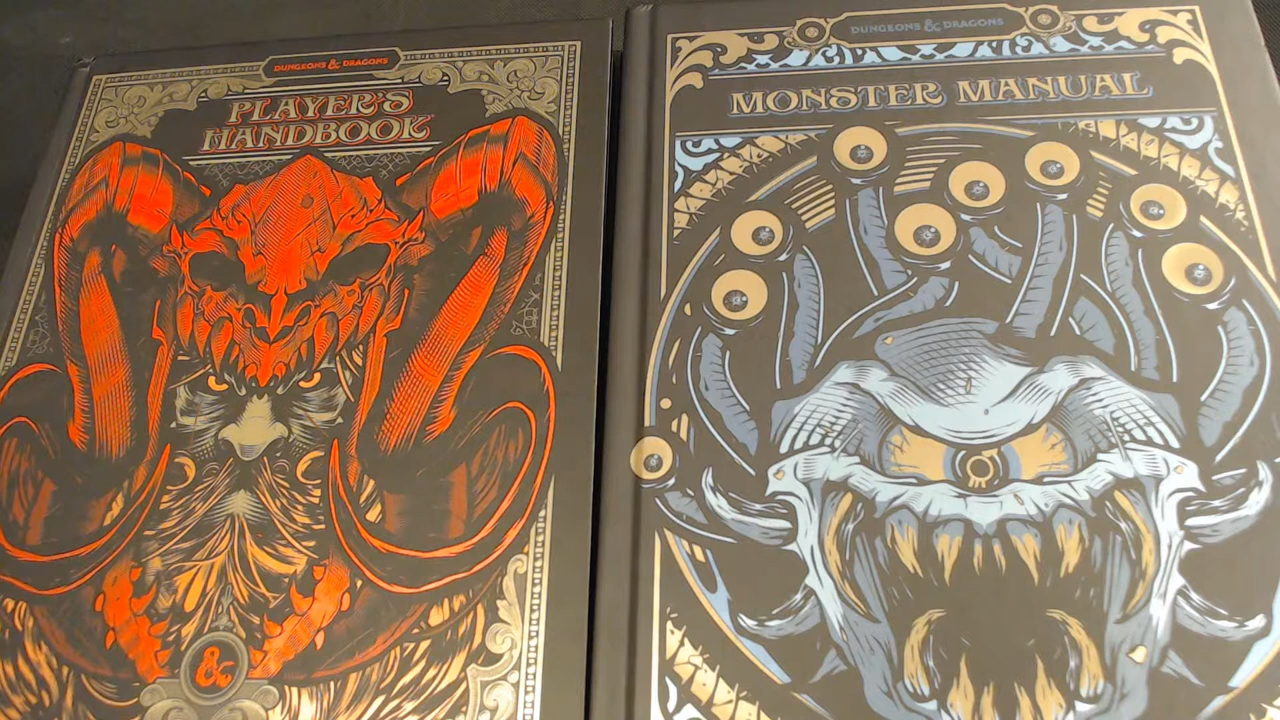 DUNGEONS & DRAGONS
PLAYER'S
HANDBOOK
&
DUNGEONS & DRAGONS
MONSTER MANUAL